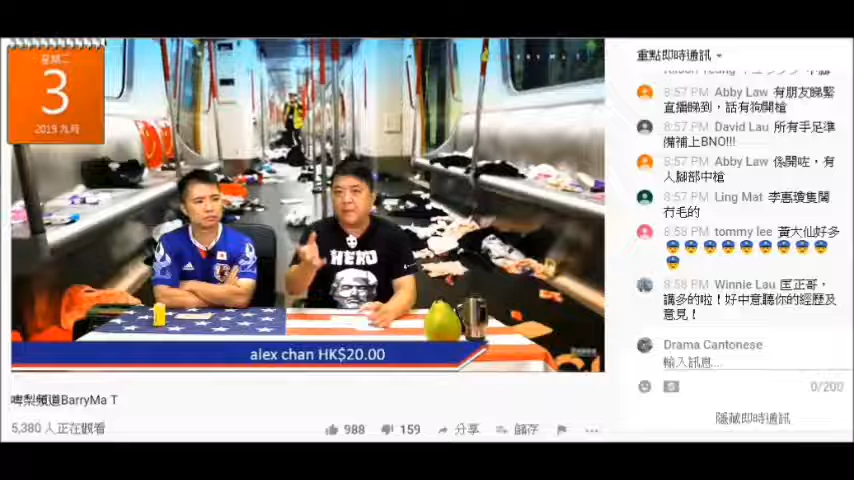 星期二
3
2019 九月
HERO
alex chan HK$20.00
啤梨頻道BarryMa T
5,380 人正在觀看
988
159
分享
儲存
重點即時通訊
8:57 PM Abby Law 有朋友睇緊
直播睇到，話有狗開槍
8:57 PM David Lau 所有手足準
備補上BNO!!!
8:57 PM Abby Law 係開咗，有
人腳部中槍
8:57 PM Ling Mat 李惠瓊隻閪
冇毛的
8:58 PM tommy lee 黃大仙好多
8:58 PM Winnie Lau 匡正哥，
講多的啦！好中意聽你的經歷及
意見！
Drama Cantonese
輸入訊息...
0/200
隱藏即時通訊